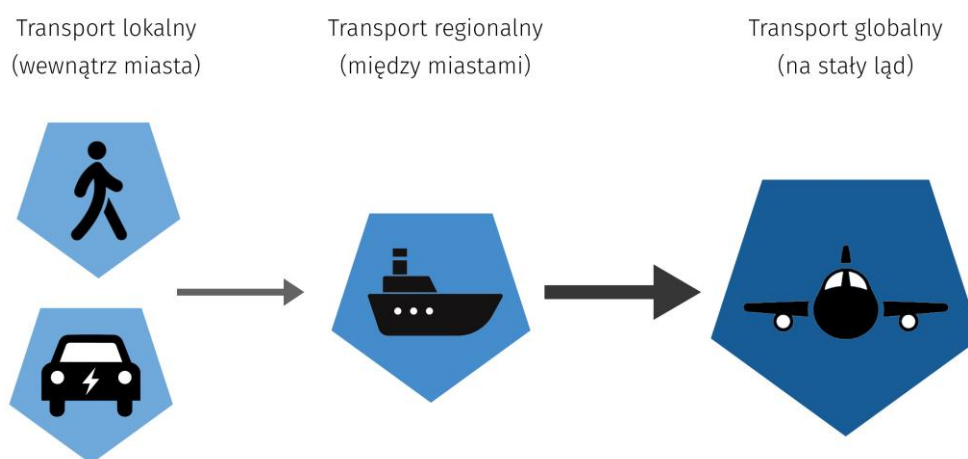 Transport lokalny
(wewnątrz miasta)
Transport regionalny
(między miastami)
Transport globalny
(na stały ląd)